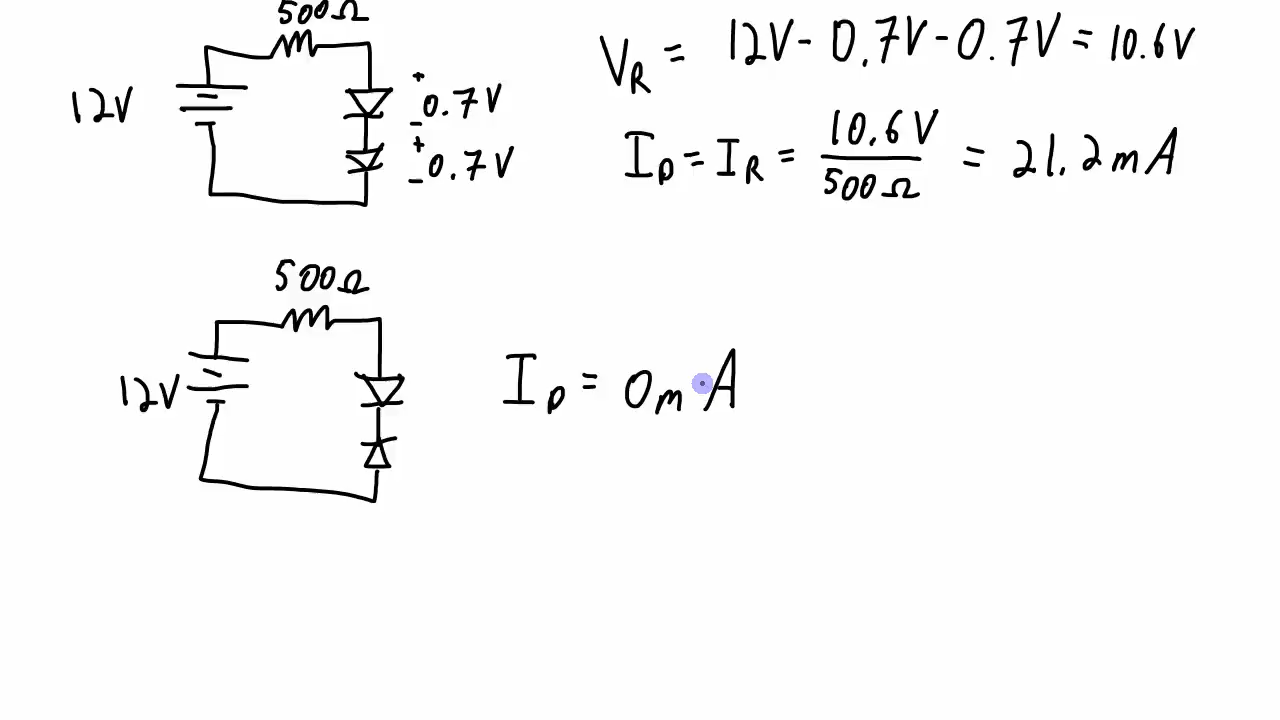 500Ω
12V
+ 0.7V -
+ 0.7V -
V_R = 12V - 0.7V - 0.7V = 10.6V
I_D = I_R = 10.6V / 500Ω = 21.2mA
500Ω
12V
I_D = 0mA